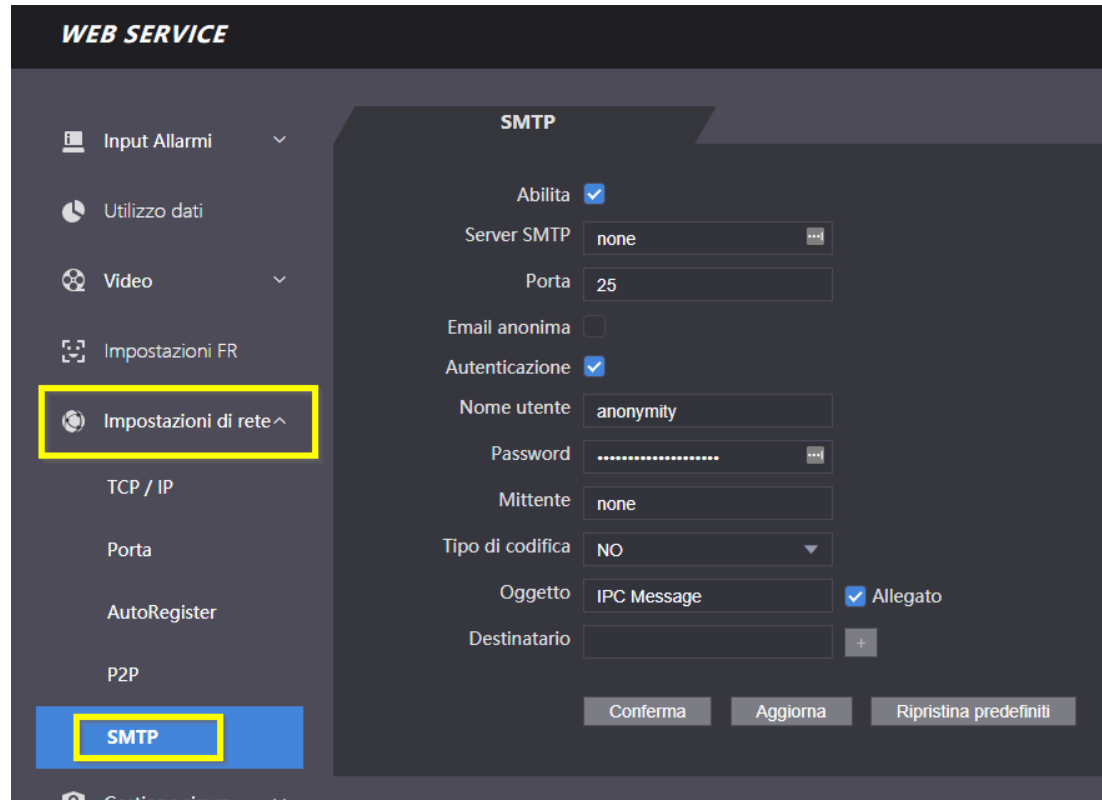 WEB SERVICE
Input Allarmi
Utilizzo dati
Video
Impostazioni FR
Impostazioni di rete
TCP / IP
Porta
AutoRegister
P2P
SMTP
SMTP
Abilita
Server SMTP none
Porta 25
Email anonima
Autenticazione
Nome utente anonymity
Password ••••••••••••••••••••
Mittente none
Tipo di codifica NO
Oggetto IPC Message Allegato
Destinatario +
Conferma Aggiorna Ripristina predefiniti